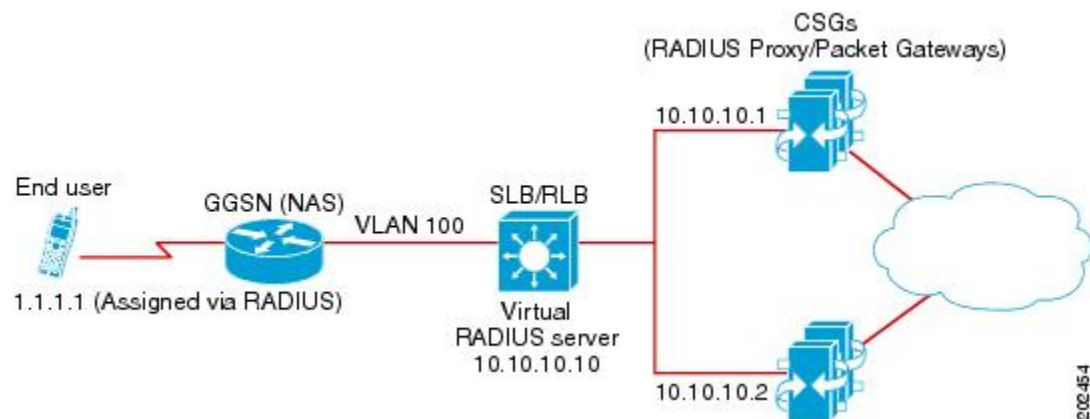 CSGs
(RADIUS Proxy/Packet Gateways)
10.10.10.1
End user
GGSN (NAS)
VLAN 100
SLB/RLB
1.1.1.1 (Assigned via RADIUS)
Virtual
RADIUS server
10.10.10.10
10.10.10.2
202454